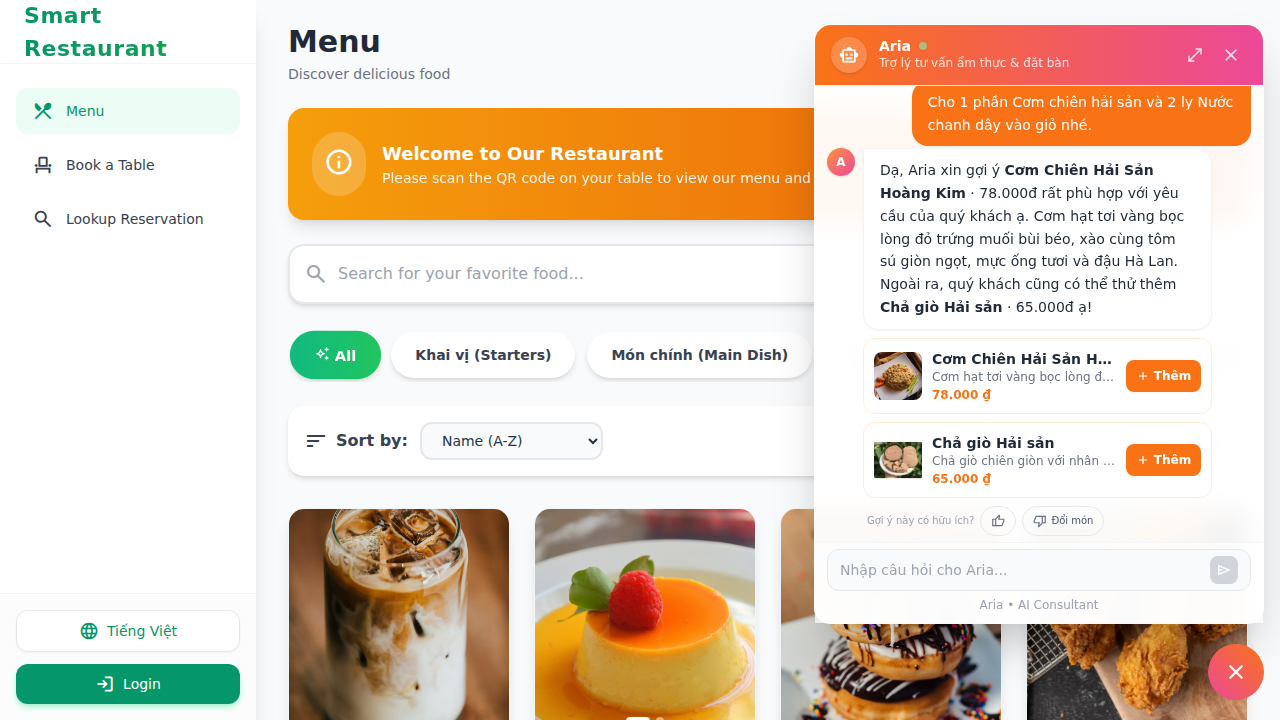 Smart
Restaurant
Menu
Book a Table
Lookup Reservation
Tiếng Việt
Login
Menu
Discover delicious food
Welcome to Our Restaurant
Please scan the QR code on your table to view our menu and
Search for your favorite food...
All
Khai vị (Starters)
Món chính (Main Dish)
Sort by:
Name (A-Z)
Aria
Trợ lý tư vấn ẩm thực & đặt bàn
Cho 1 phần Cơm chiên hải sản và 2 ly Nước
chanh dây vào giỏ nhé.
A
Dạ, Aria xin gợi ý Cơm Chiên Hải Sản
Hoàng Kim · 78.000đ rất phù hợp với yêu
cầu của quý khách ạ. Cơm hạt tơi vàng bọc
lòng đỏ trứng muối bùi béo, xào cùng tôm
sú giòn ngọt, mực ống tươi và đậu Hà Lan.
Ngoài ra, quý khách cũng có thể thử thêm
Chả giò Hải sản · 65.000đ ạ!
Cơm Chiên Hải Sản H...
Cơm hạt tơi vàng bọc lòng đ...
78.000 ₫
+ Thêm
Chả giò Hải sản
Chả giò chiên giòn với nhân ...
65.000 ₫
+ Thêm
Gợi ý này có hữu ích?
Đổi món
Nhập câu hỏi cho Aria...
Aria • AI Consultant